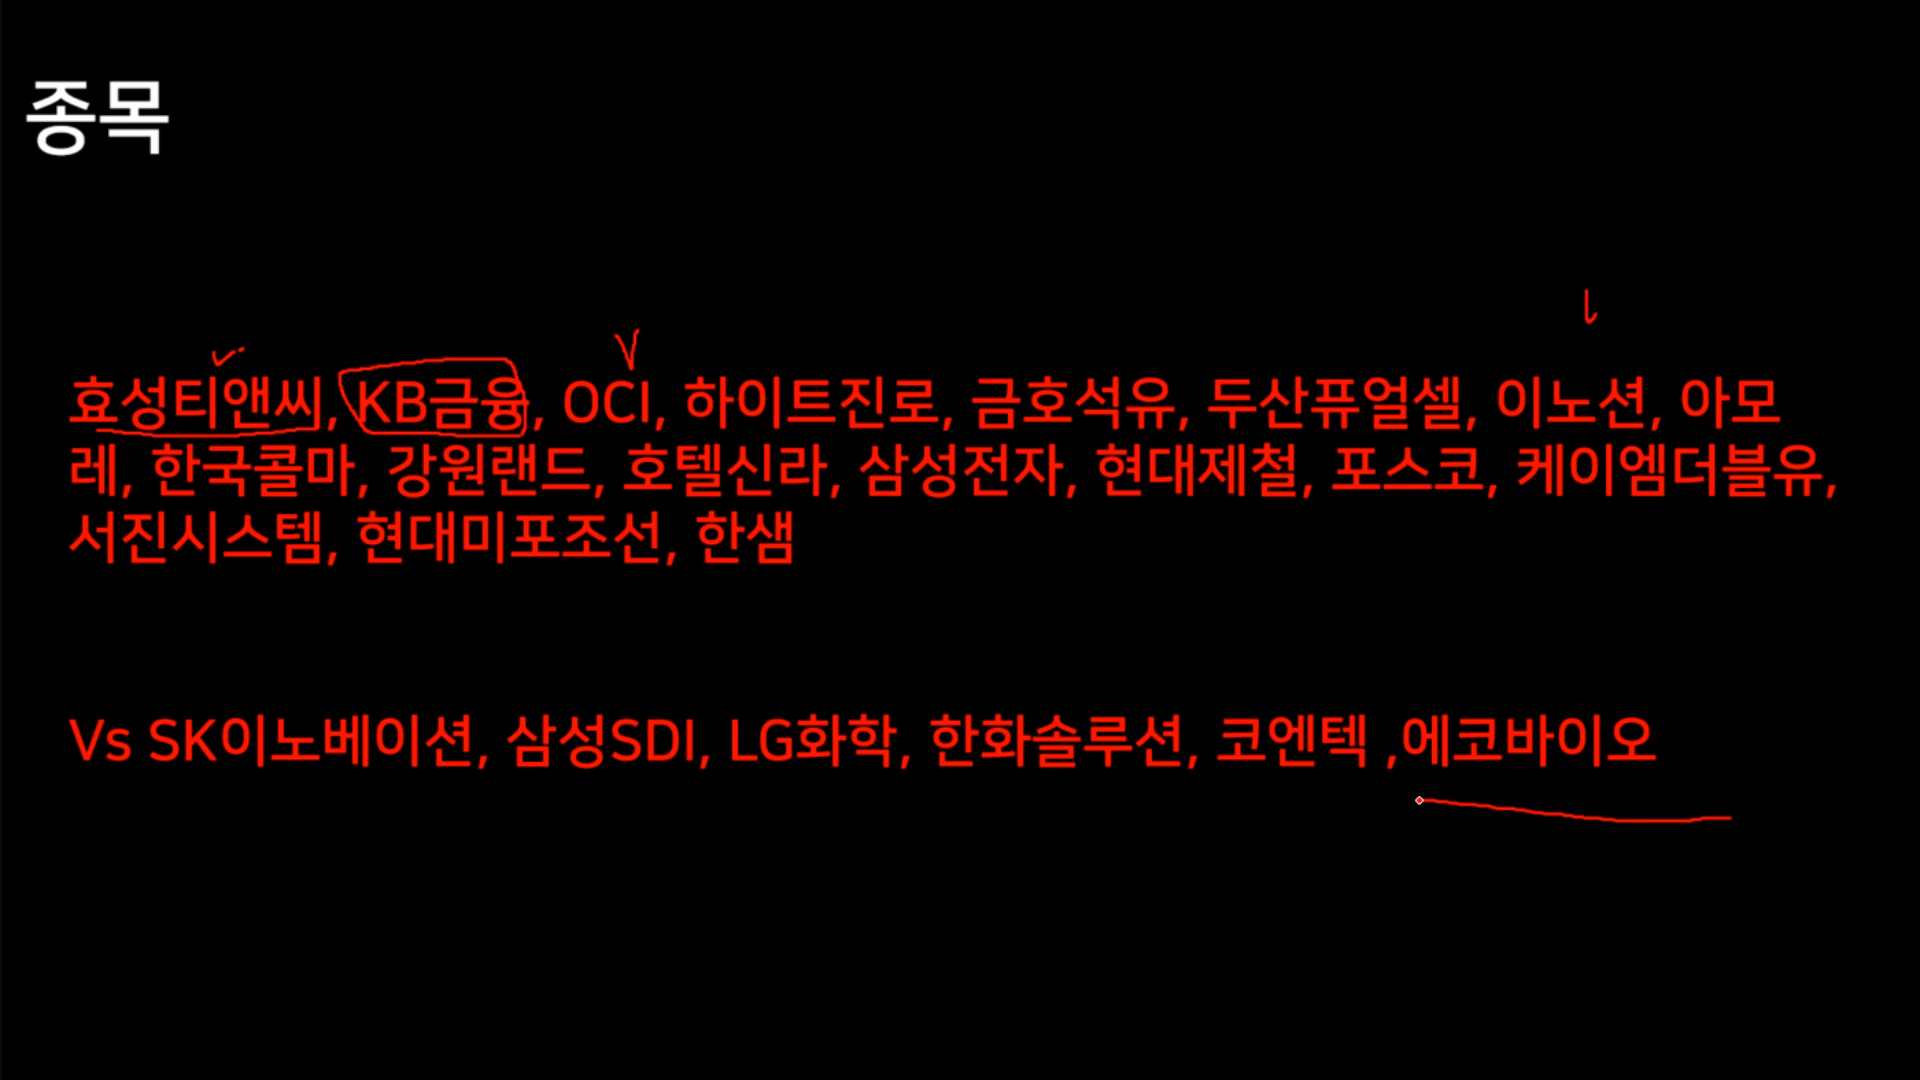 종목
효성티앤씨, KB금융, OCI, 하이트진로, 금호석유, 두산퓨얼셀, 이노션, 아모
레, 한국콜마, 강원랜드, 호텔신라, 삼성전자, 현대제철, 포스코, 케이엠더블유,
서진시스템, 현대미포조선, 한샘
Vs SK이노베이션, 삼성SDI, LG화학, 한화솔루션, 코엔텍 ,에코바이오